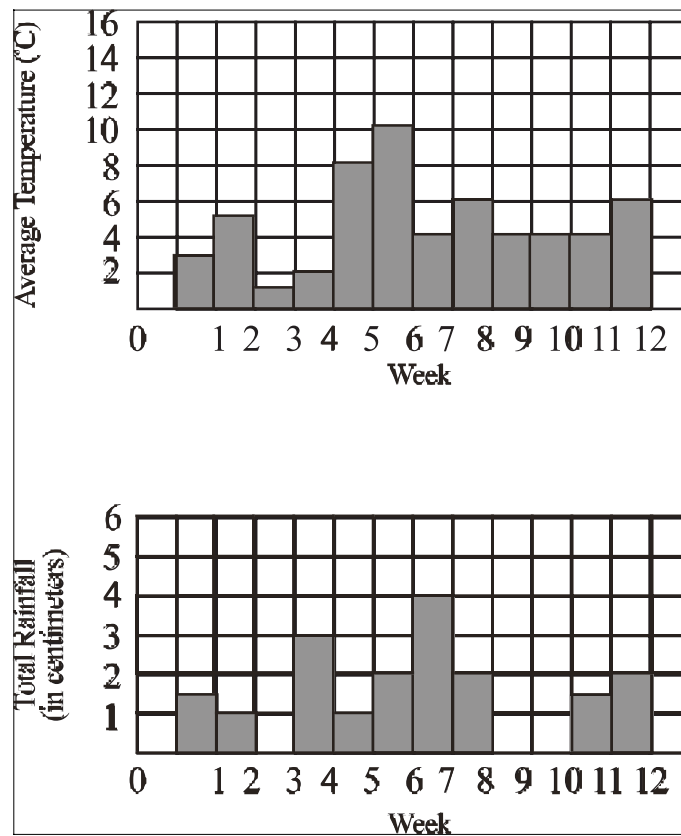 Average Temperature (°C)
16
14
12
10
8
6
4
2
0 1 2 3 4 5 6 7 8 9 10 11 12
Week
Total Rainfall
(in centimeters)
6
5
4
3
2
1
0 1 2 3 4 5 6 7 8 9 10 11 12
Week